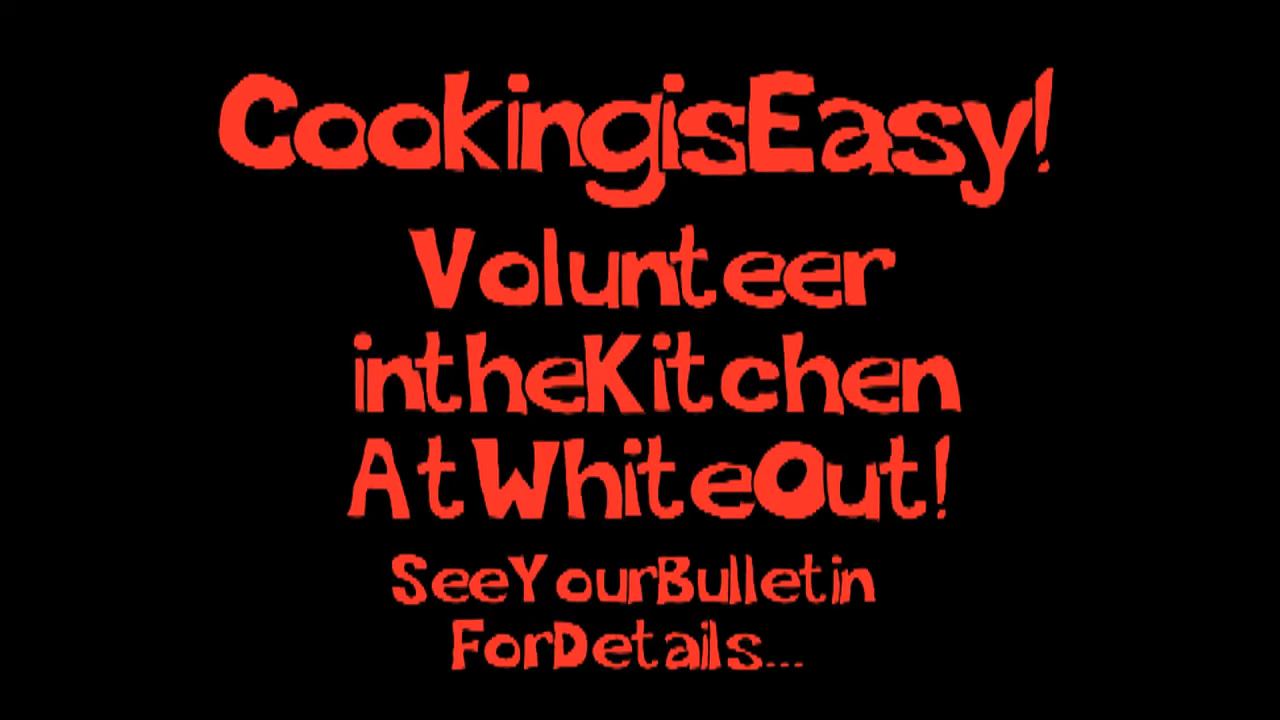 CookingisEasy!
Volunteer
intheKitchen
AtWhiteOut!
SeeYourBulletin
ForDetails...